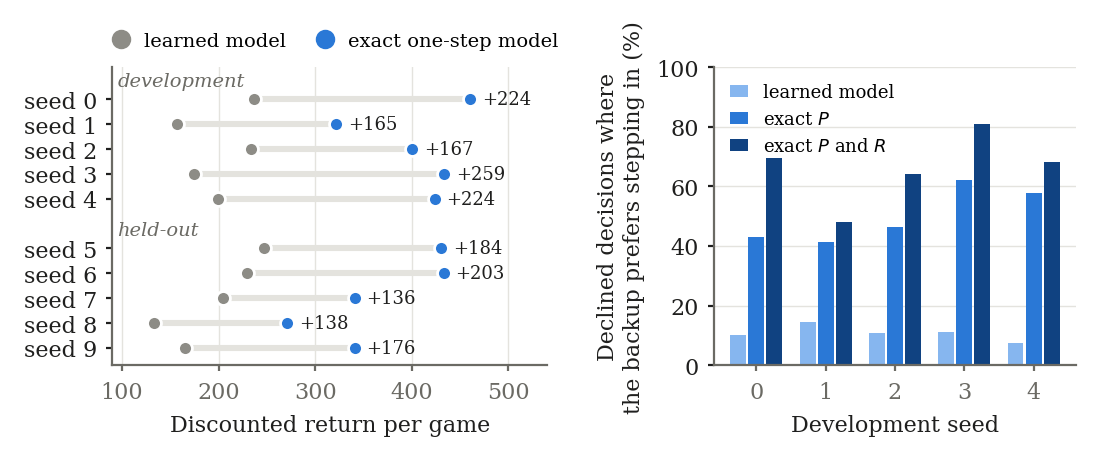 learned model
exact one-step model
development
seed 0
+224
seed 1
+165
seed 2
+167
seed 3
+259
seed 4
+224
held-out
seed 5
+184
seed 6
+203
seed 7
+136
seed 8
+138
seed 9
+176
100 200 300 400 500
Discounted return per game
Declined decisions where
the backup prefers stepping in (%)
100
80
60
40
20
0
learned model
exact P
exact P and R
0 1 2 3 4
Development seed